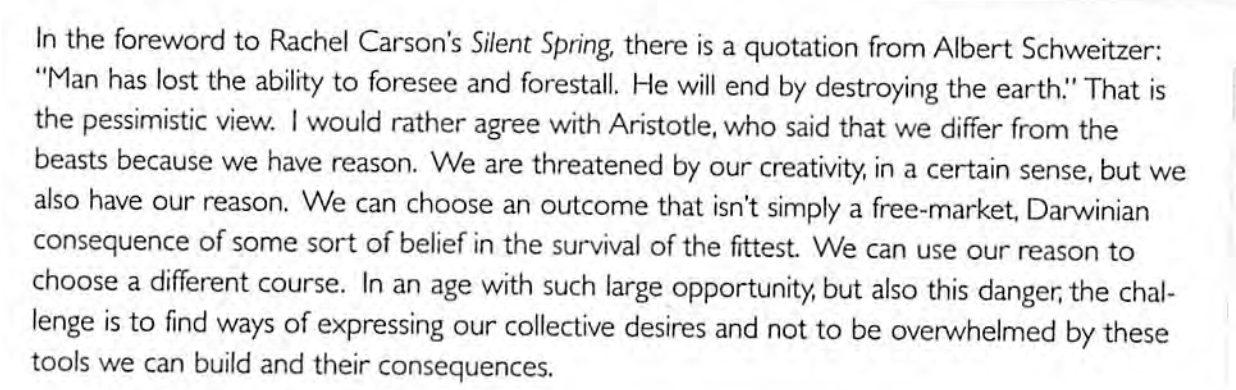 In the foreword to Rachel Carson's Silent Spring, there is a quotation from Albert Schweitzer:
"Man has lost the ability to foresee and forestall. He will end by destroying the earth." That is
the pessimistic view. I would rather agree with Aristotle, who said that we differ from the
beasts because we have reason. We are threatened by our creativity, in a certain sense, but we
also have our reason. We can choose an outcome that isn't simply a free-market, Darwinian
consequence of some sort of belief in the survival of the fittest. We can use our reason to
choose a different course. In an age with such large opportunity, but also this danger, the chal-
lenge is to find ways of expressing our collective desires and not to be overwhelmed by these
tools we can build and their consequences.